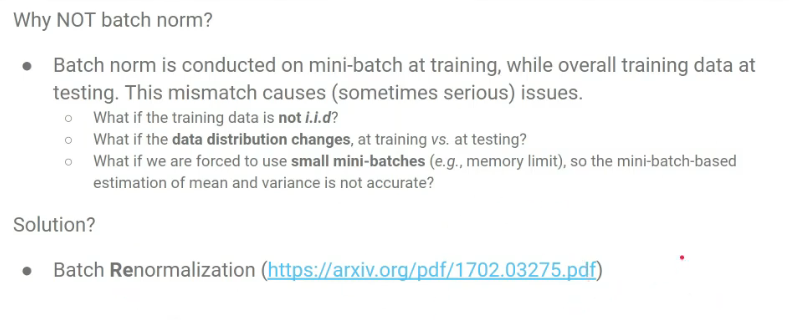 Why NOT batch norm?
● Batch norm is conducted on mini-batch at training, while overall training data at
testing. This mismatch causes (sometimes serious) issues.
○ What if the training data is not i.i.d?
○ What if the data distribution changes, at training vs. at testing?
○ What if we are forced to use small mini-batches (e.g., memory limit), so the mini-batch-based
estimation of mean and variance is not accurate?
Solution?
● Batch Renormalization (https://arxiv.org/pdf/1702.03275.pdf)